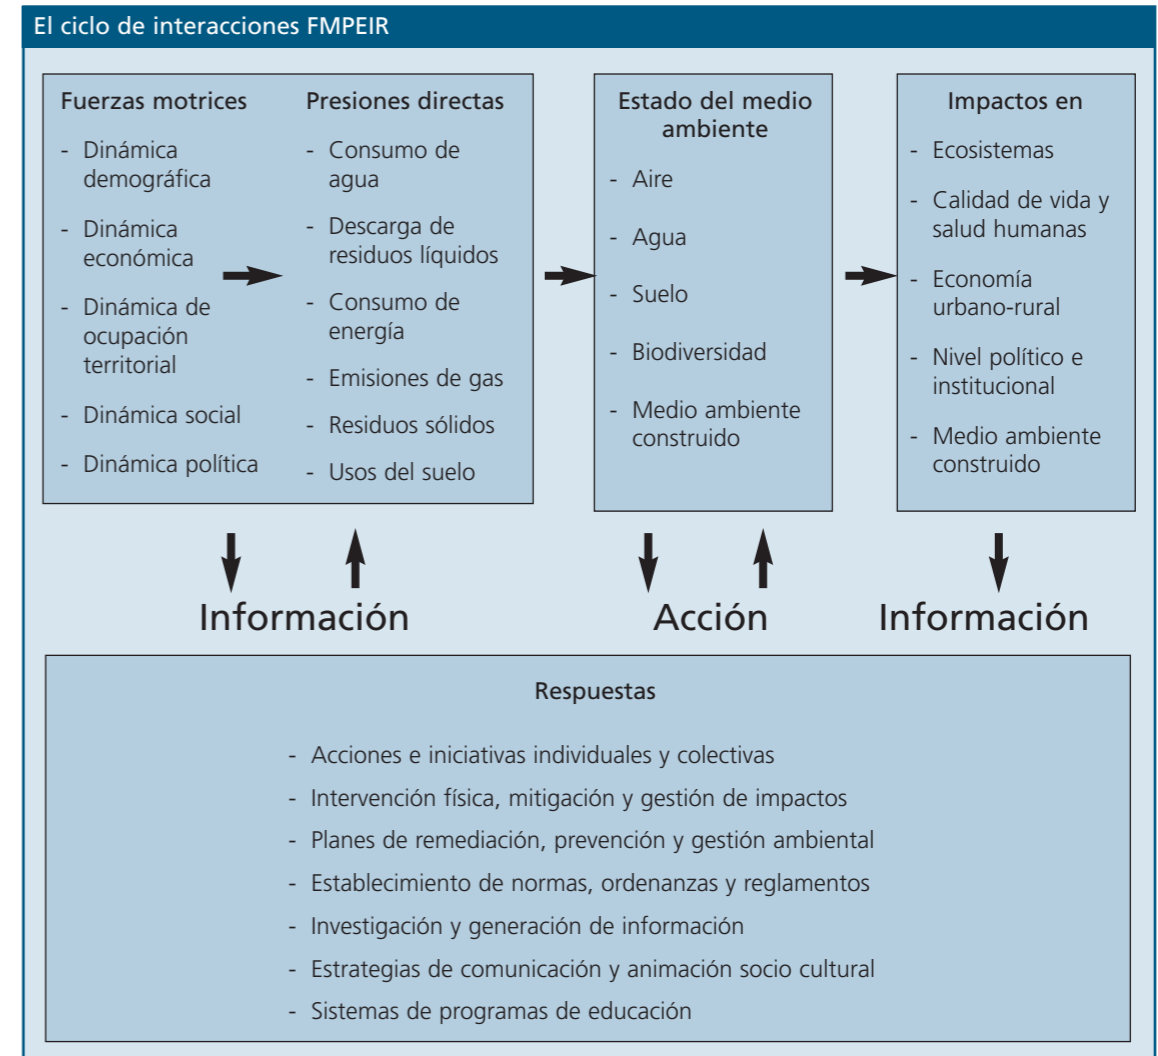 El ciclo de interacciones FMPEIR
Fuerzas motrices
- Dinámica
demográfica
- Dinámica
económica
- Dinámica de
ocupación
territorial
- Dinámica social
- Dinámica política
Presiones directas
- Consumo de
agua
- Descarga de
residuos líquidos
- Consumo de
energía
- Emisiones de gas
- Residuos sólidos
- Usos del suelo
Estado del medio
ambiente
- Aire
- Agua
- Suelo
- Biodiversidad
- Medio ambiente
construido
Impactos en
- Ecosistemas
- Calidad de vida y
salud humanas
- Economía
urbano-rural
- Nivel político e
institucional
- Medio ambiente
construido
Información
Acción
Información
Respuestas
- Acciones e iniciativas individuales y colectivas
- Intervención física, mitigación y gestión de impactos
- Planes de remediación, prevención y gestión ambiental
- Establecimiento de normas, ordenanzas y reglamentos
- Investigación y generación de información
- Estrategias de comunicación y animación socio cultural
- Sistemas de programas de educación